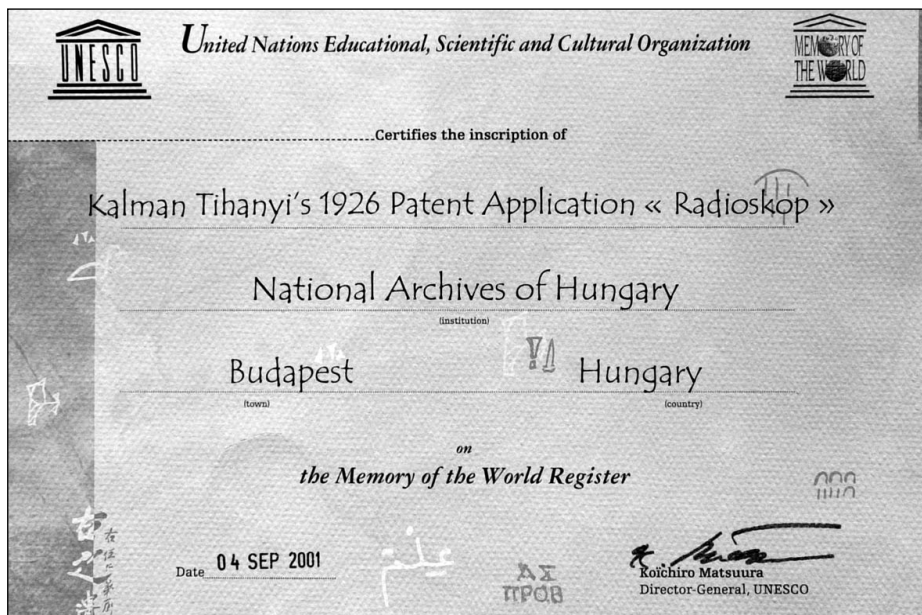 UNESCO
United Nations Educational, Scientific and Cultural Organization
MEMORY OF
THE WORLD
Certifies the inscription of
Kalman Tihanyi's 1926 Patent Application « Radioskop »
National Archives of Hungary
(institution)
Budapest
Hungary
(town)
(country)
on
the Memory of the World Register
علم
Date 04 SEP 2001
Koïchiro Matsuura
Director-General, UNESCO